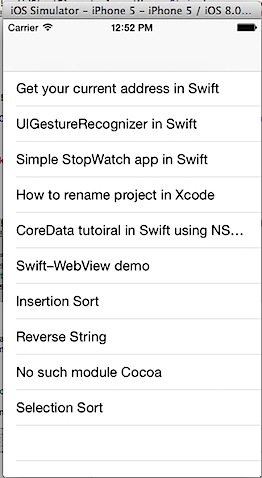 iOS Simulator – iPhone 5 – iPhone 5 / iOS 8.0...
Carrier 12:52 PM
Get your current address in Swift
UIGestureRecognizer in Swift
Simple StopWatch app in Swift
How to rename project in Xcode
CoreData tutoiral in Swift using NS...
Swift–WebView demo
Insertion Sort
Reverse String
No such module Cocoa
Selection Sort